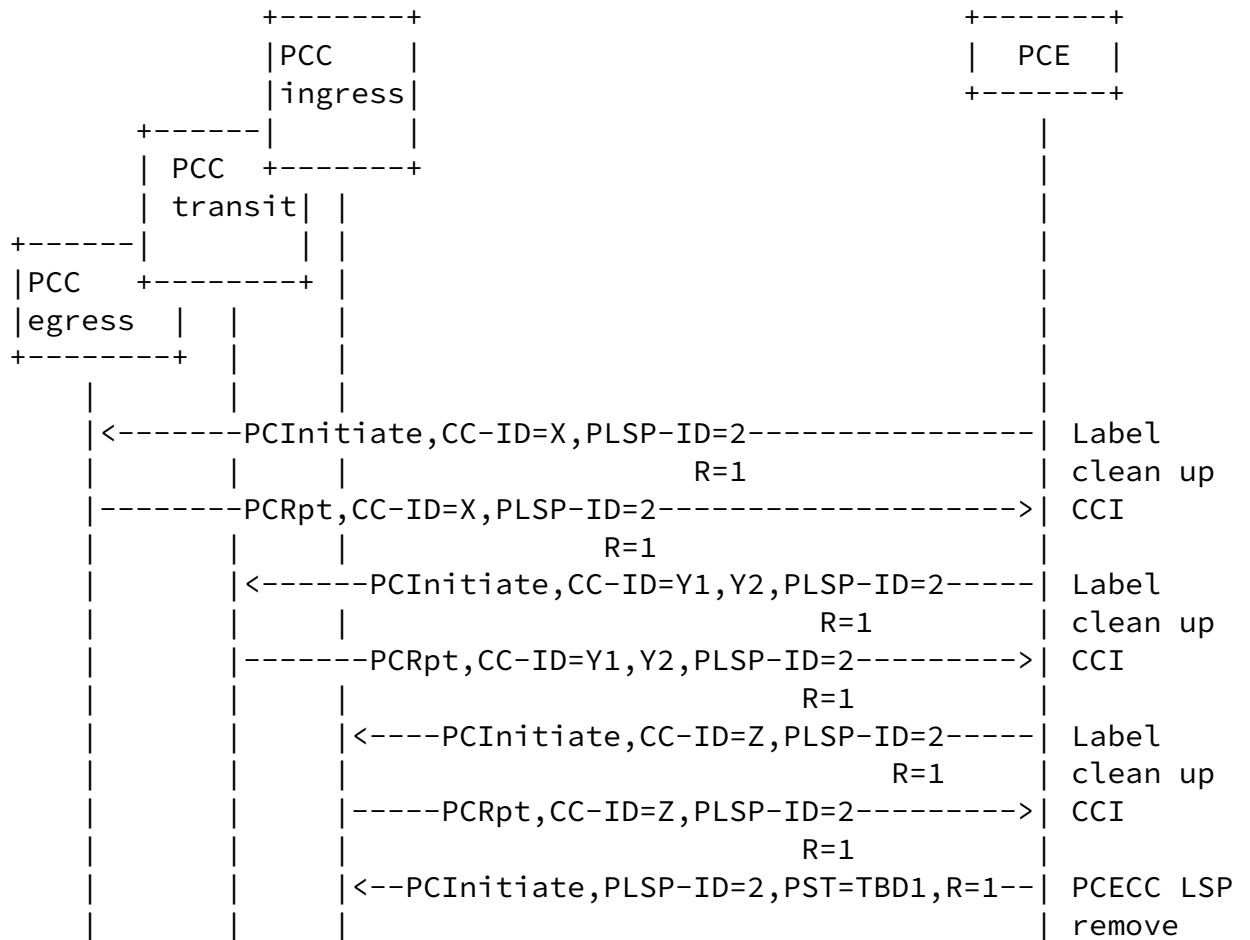 +-------+ +-------+
|PCC | | PCE |
|ingress| +-------+
+------| | |
| PCC +-------+ |
| transit| | |
+------| | | |
|PCC +--------+ | |
|egress | | | |
+--------+ | | |
| | | |
|<-------PCInitiate,CC-ID=X,PLSP-ID=2----------------| Label
| | | R=1 | clean up
|--------PCRpt,CC-ID=X,PLSP-ID=2-------------------->| CCI
| | | R=1 |
| |<------PCInitiate,CC-ID=Y1,Y2,PLSP-ID=2-----| Label
| | | R=1 | clean up
| |-------PCRpt,CC-ID=Y1,Y2,PLSP-ID=2--------->| CCI
| | | R=1 |
| | |<----PCInitiate,CC-ID=Z,PLSP-ID=2-----| Label
| | | R=1 | clean up
| | |-----PCRpt,CC-ID=Z,PLSP-ID=2--------->| CCI
| | | R=1 |
| | |<--PCInitiate,PLSP-ID=2,PST=TBD1,R=1--| PCECC LSP
| | | | remove